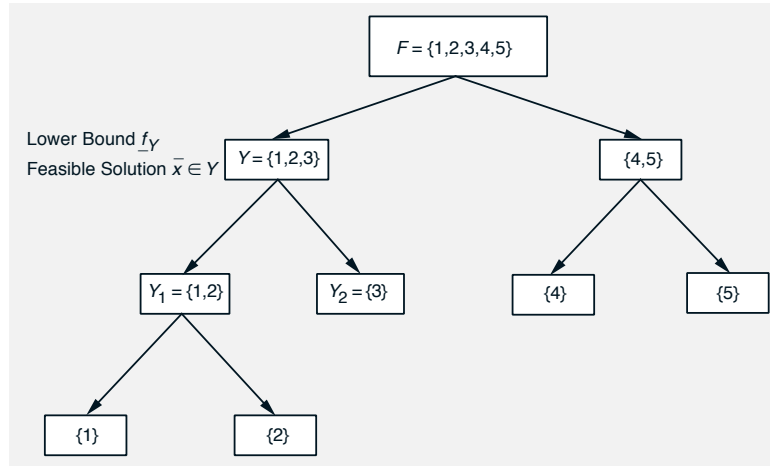 F = {1,2,3,4,5}
Lower Bound f̲_Y
Feasible Solution x̄ ∈ Y
Y = {1,2,3}
{4,5}
Y₁ = {1,2}
Y₂ = {3}
{4}
{5}
{1}
{2}